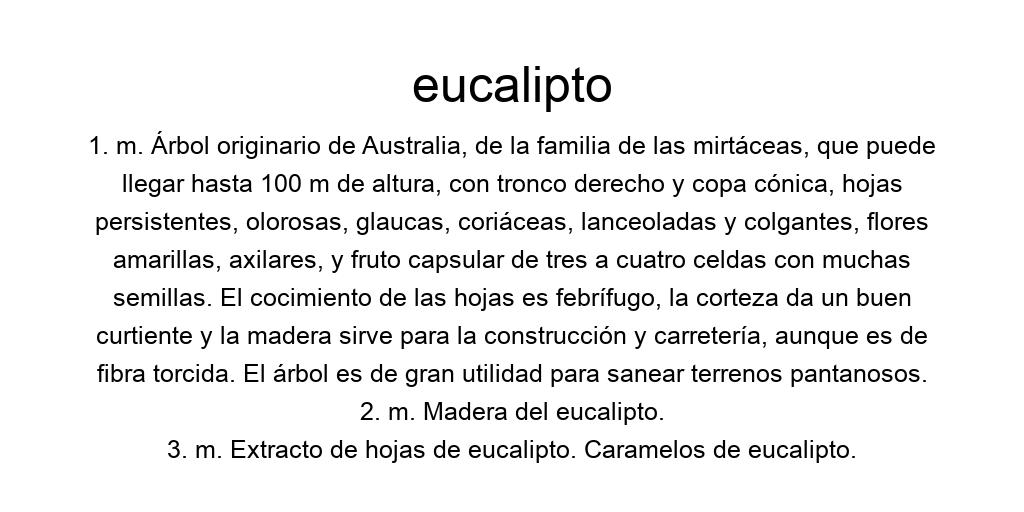 eucalipto
1. m. Árbol originario de Australia, de la familia de las mirtáceas, que puede
llegar hasta 100 m de altura, con tronco derecho y copa cónica, hojas
persistentes, olorosas, glaucas, coriáceas, lanceoladas y colgantes, flores
amarillas, axilares, y fruto capsular de tres a cuatro celdas con muchas
semillas. El cocimiento de las hojas es febrífugo, la corteza da un buen
curtiente y la madera sirve para la construcción y carretería, aunque es de
fibra torcida. El árbol es de gran utilidad para sanear terrenos pantanosos.
2. m. Madera del eucalipto.
3. m. Extracto de hojas de eucalipto. Caramelos de eucalipto.